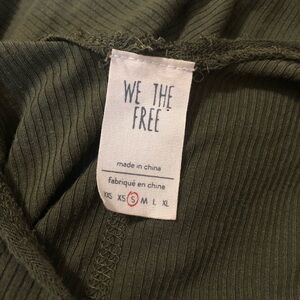 WE THE
FREE
made in china
fabriqué en chine
XXS XS S M L XL